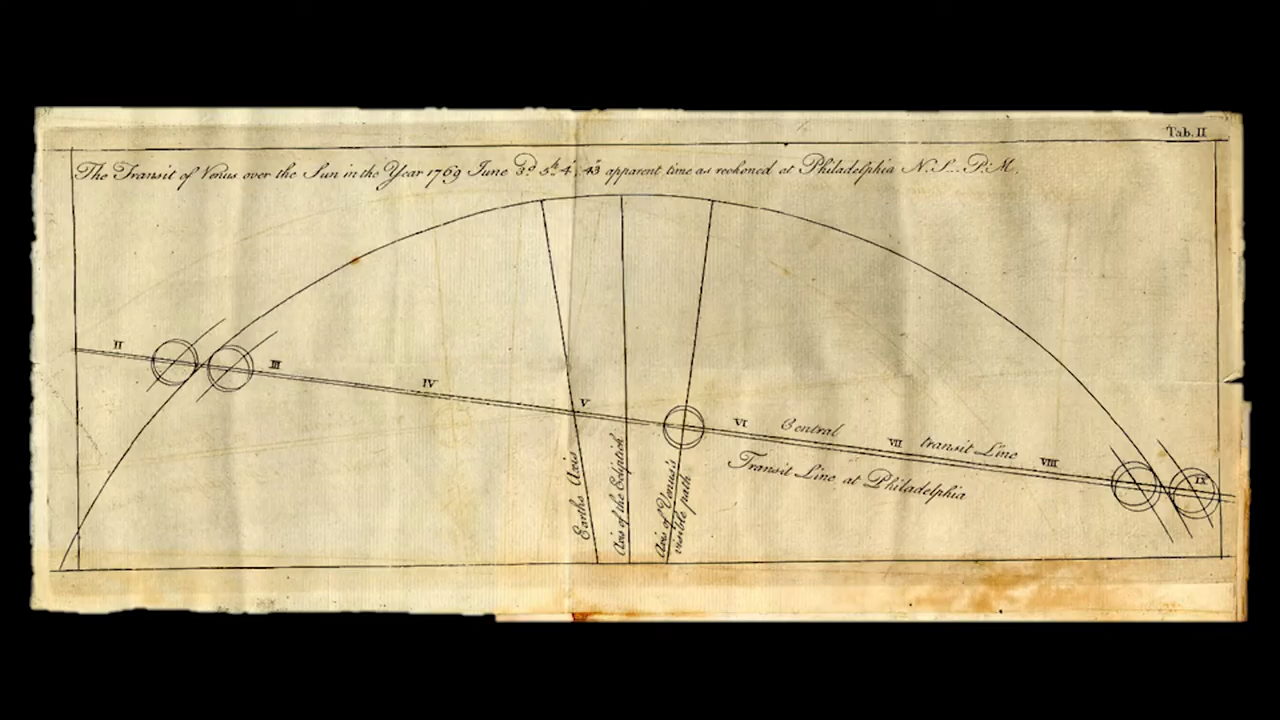 Tab. II
The Transit of Venus over the Sun in the Year 1769 June 3.D 5.h 4', 43" apparent time as reckoned at Philadelphia N.L. P.M.
II
III
IV
V
VI
Central
VII
transit Line
VIII
IX
Transit Line at Philadelphia
Earths Axis
Axis of the Ecliptick
Axis of Venus's
visible path